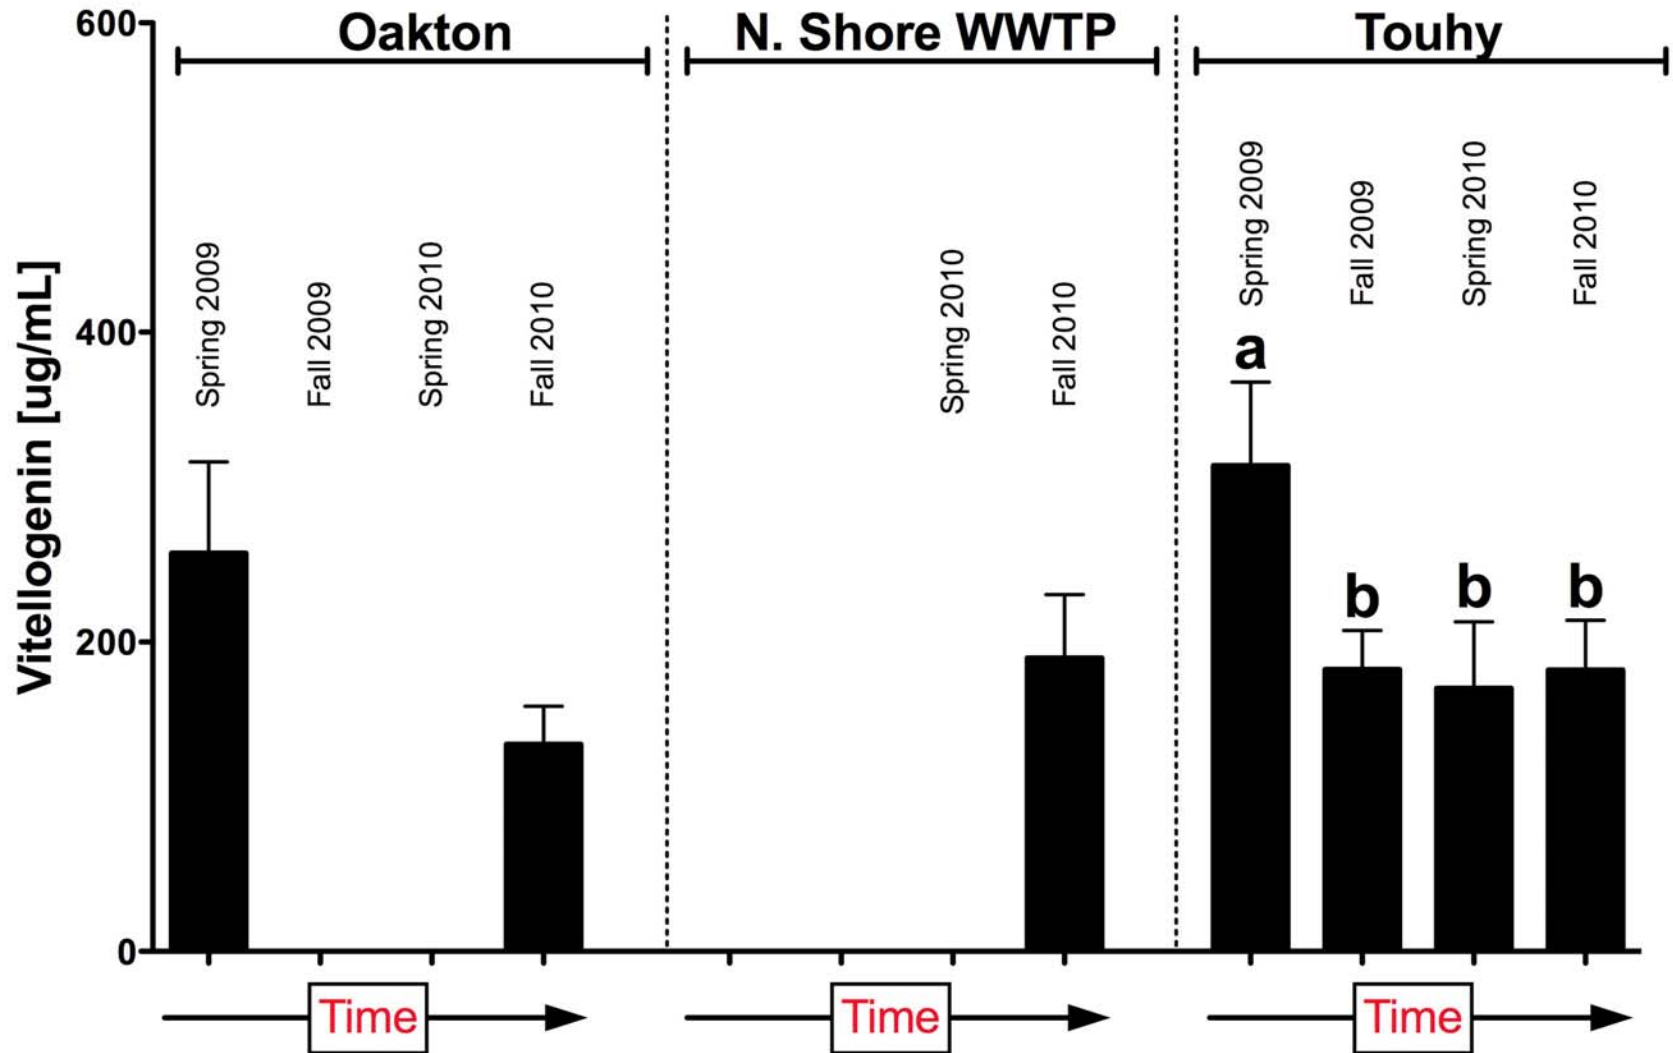 Oakton
N. Shore WWTP
Touhy
Vitellogenin [ug/mL]
600
400
200
0
Spring 2009
Fall 2009
Spring 2010
Fall 2010
Spring 2010
Fall 2010
Spring 2009
Fall 2009
Spring 2010
Fall 2010
a
b
b
b
Time
Time
Time